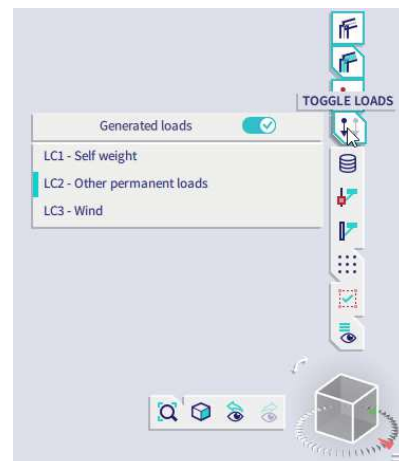 TOGGLE LOADS
Generated loads
LC1 - Self weight
LC2 - Other permanent loads
LC3 - Wind